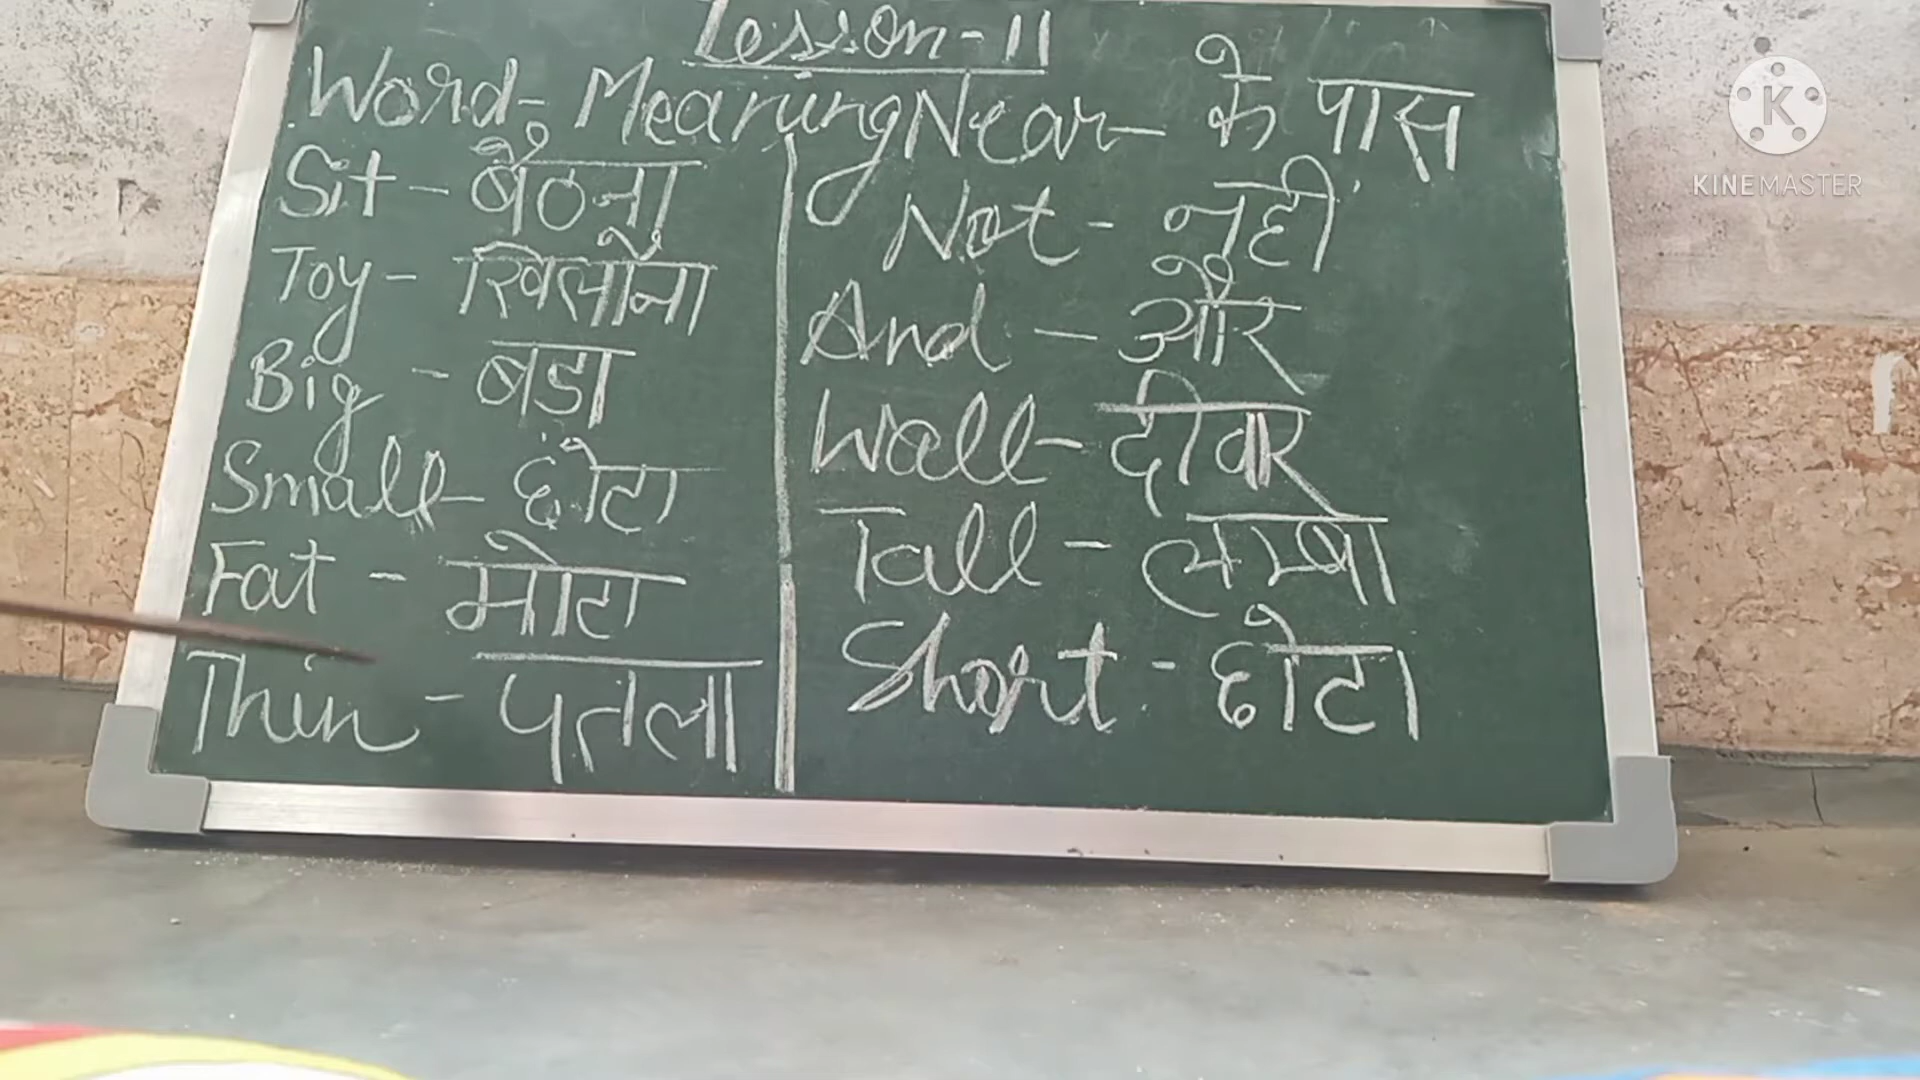 Lesson-11
Word-Meaning
Sit - बैठना
Toy - खिलौना
Big - बडा
Small - छोटा
Fat - मोटा
Thin - पतला
Near - के पास
Not - नही
And - और
Wall - दीवार
Tall - लम्बा
Short - छोटा
K
KINEMASTER